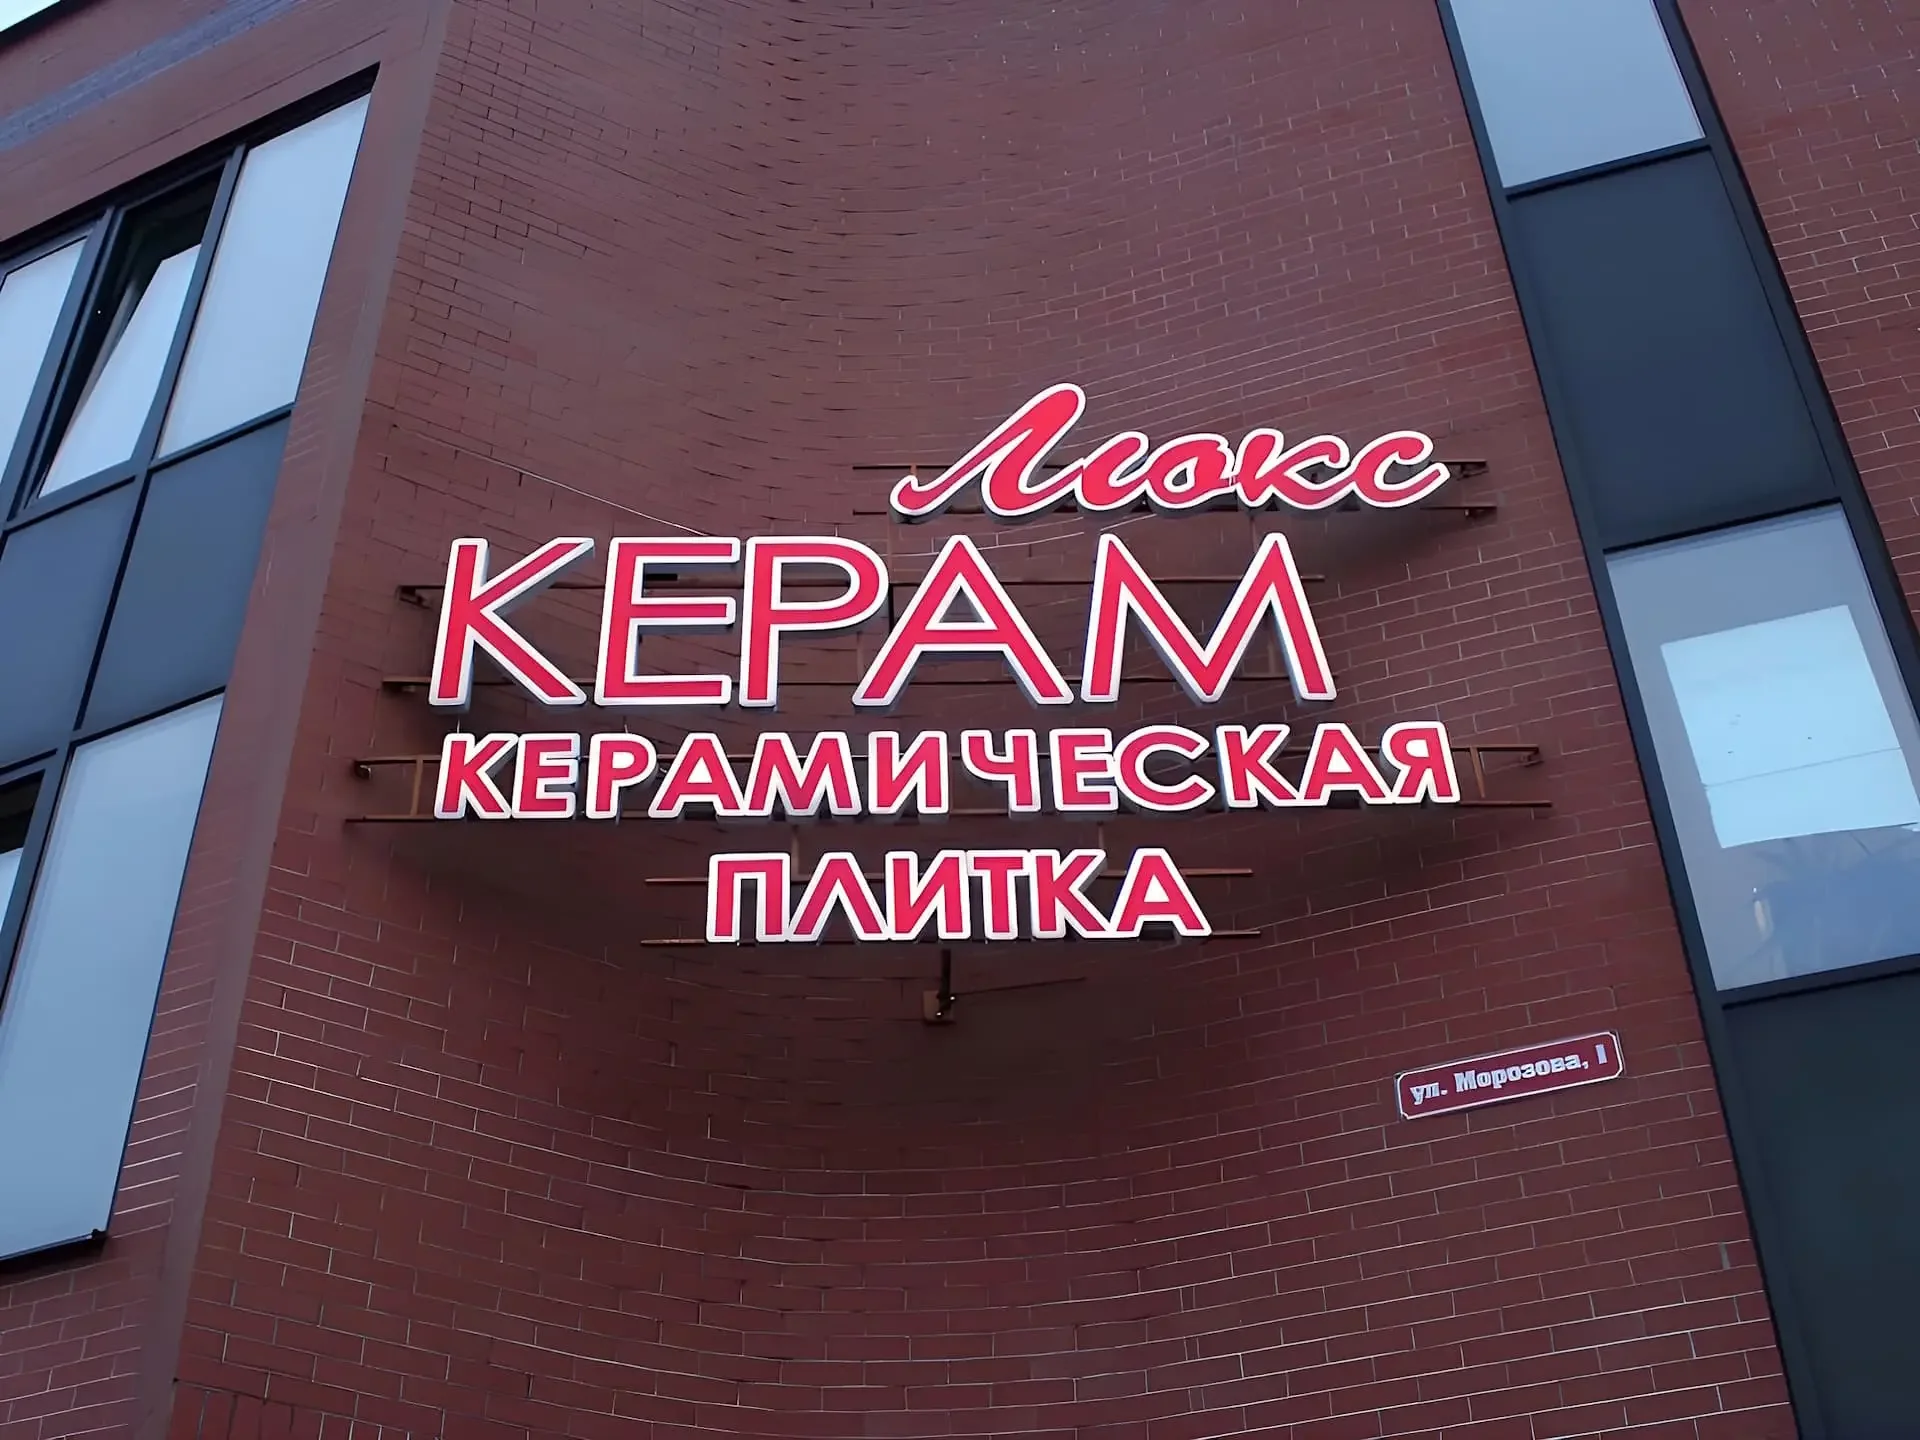 Люкс
КЕРАМ
КЕРАМИЧЕСКАЯ
ПЛИТКА
ул. Морозова, 1